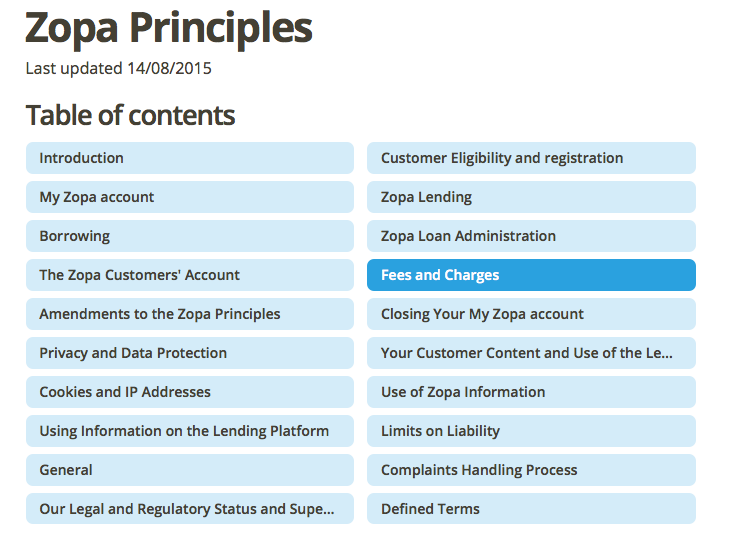 Zopa Principles
Last updated 14/08/2015
Table of contents
Introduction
Customer Eligibility and registration
My Zopa account
Zopa Lending
Borrowing
Zopa Loan Administration
The Zopa Customers' Account
Fees and Charges
Amendments to the Zopa Principles
Closing Your My Zopa account
Privacy and Data Protection
Your Customer Content and Use of the Le...
Cookies and IP Addresses
Use of Zopa Information
Using Information on the Lending Platform
Limits on Liability
General
Complaints Handling Process
Our Legal and Regulatory Status and Supe...
Defined Terms